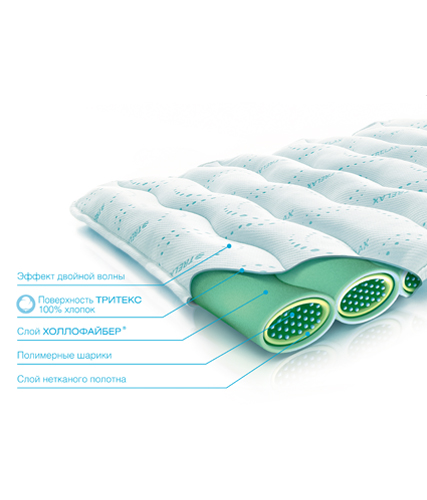 Эффект двойной волны
Поверхность ТРИТЕКС
100% хлопок
Слой ХОЛЛОФАЙБЕР®
Полимерные шарики
Слой нетканого полотна